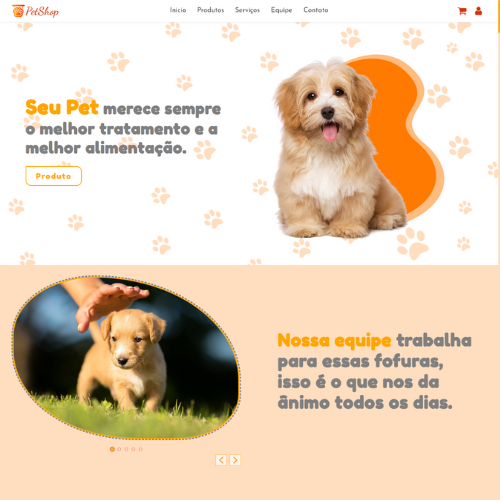 PetShop
Inicio Produtos Serviços Equipe Contato
Seu Pet merece sempre
o melhor tratamento e a
melhor alimentação.
Produto
Nossa equipe trabalha
para essas fofuras,
isso é o que nos da
ânimo todos os dias.